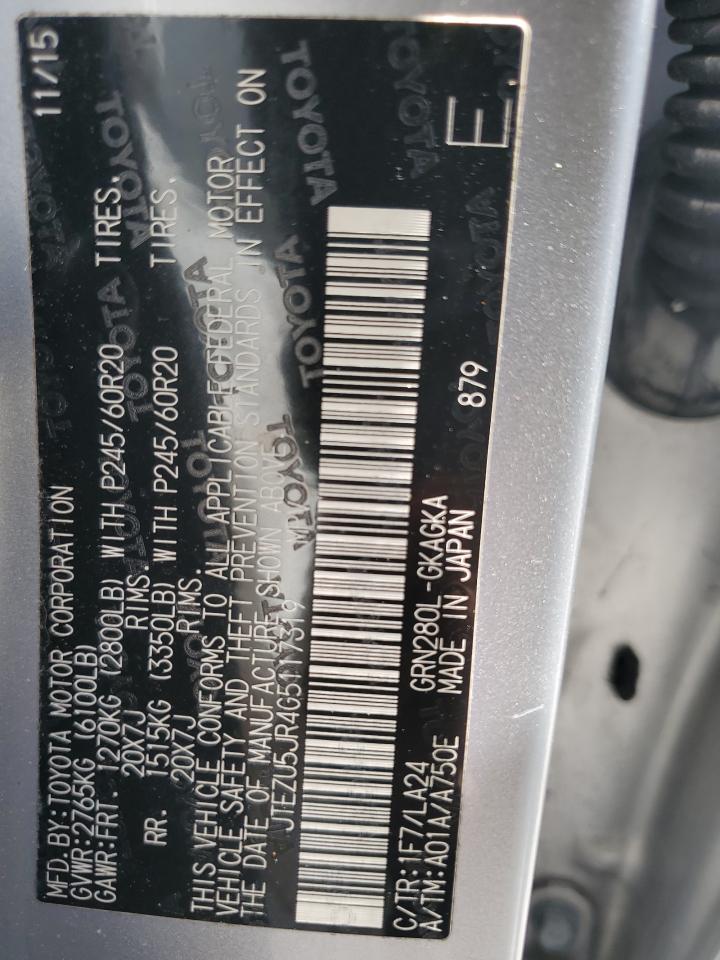 MFD. BY: TOYOTA MOTOR CORPORATION 11/15
GVWR: 2765KG (6100LB)
GAWR: FRT. 1270KG (2800LB) WITH P245/60R20 TIRES,
20X7J RIMS,
RR. 1515KG (3350LB) WITH P245/60R20 TIRES,
20X7J RIMS
THIS VEHICLE CONFORMS TO ALL APPLICABLE FEDERAL MOTOR
VEHICLE SAFETY AND THEFT PREVENTION STANDARDS IN EFFECT ON
THE DATE OF MANUFACTURE SHOWN ABOVE.
C/TR: 1F7/LA24 GRN280L-GKAGKA 879
A/TM: A01A/A750E MADE IN JAPAN
E
TOYOTA